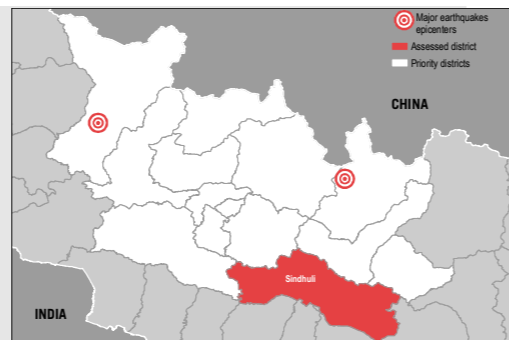 Major earthquakes
epicenters
Assessed district
Priority districts
CHINA
Sindhuli
INDIA